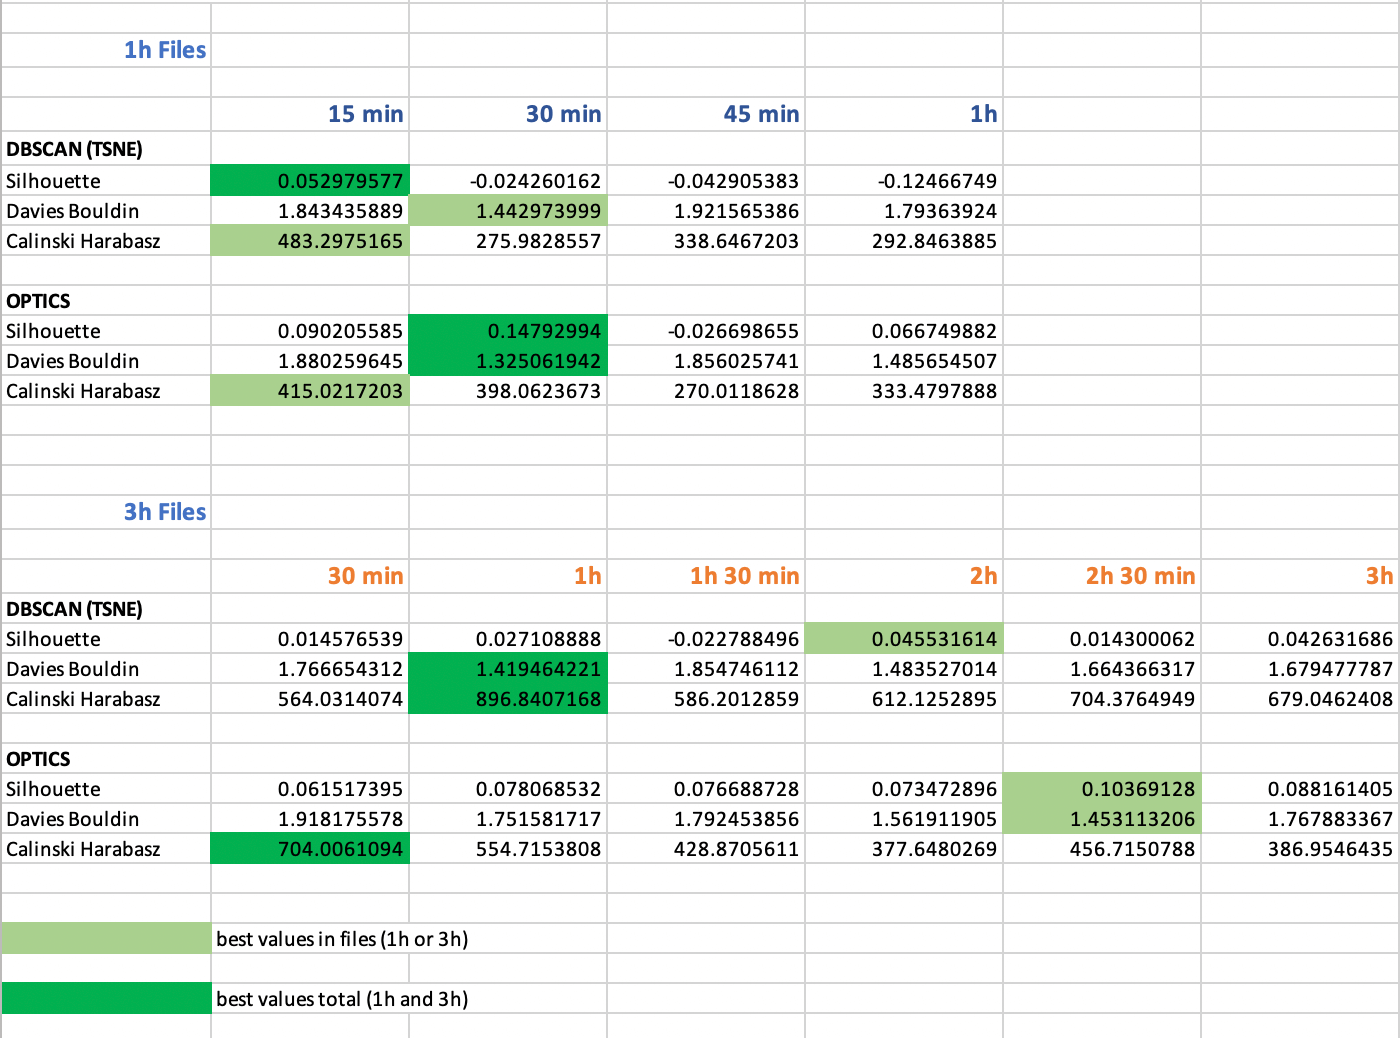 1h Files
15 min 30 min 45 min 1h
DBSCAN (TSNE)
Silhouette 0.052979577 -0.024260162 -0.042905383 -0.12466749
Davies Bouldin 1.843435889 1.442973999 1.921565386 1.79363924
Calinski Harabasz 483.2975165 275.9828557 338.6467203 292.8463885
OPTICS
Silhouette 0.090205585 0.14792994 -0.026698655 0.066749882
Davies Bouldin 1.880259645 1.325061942 1.856025741 1.485654507
Calinski Harabasz 415.0217203 398.0623673 270.0118628 333.4797888
3h Files
30 min 1h 1h 30 min 2h 2h 30 min 3h
DBSCAN (TSNE)
Silhouette 0.014576539 0.027108888 -0.022788496 0.045531614 0.014300062 0.042631686
Davies Bouldin 1.766654312 1.419464221 1.854746112 1.483527014 1.664366317 1.679477787
Calinski Harabasz 564.0314074 896.8407168 586.2012859 612.1252895 704.3764949 679.0462408
OPTICS
Silhouette 0.061517395 0.078068532 0.076688728 0.073472896 0.10369128 0.088161405
Davies Bouldin 1.918175578 1.751581717 1.792453856 1.561911905 1.453113206 1.767883367
Calinski Harabasz 704.0061094 554.7153808 428.8705611 377.6480269 456.7150788 386.9546435
best values in files (1h or 3h)
best values total (1h and 3h)